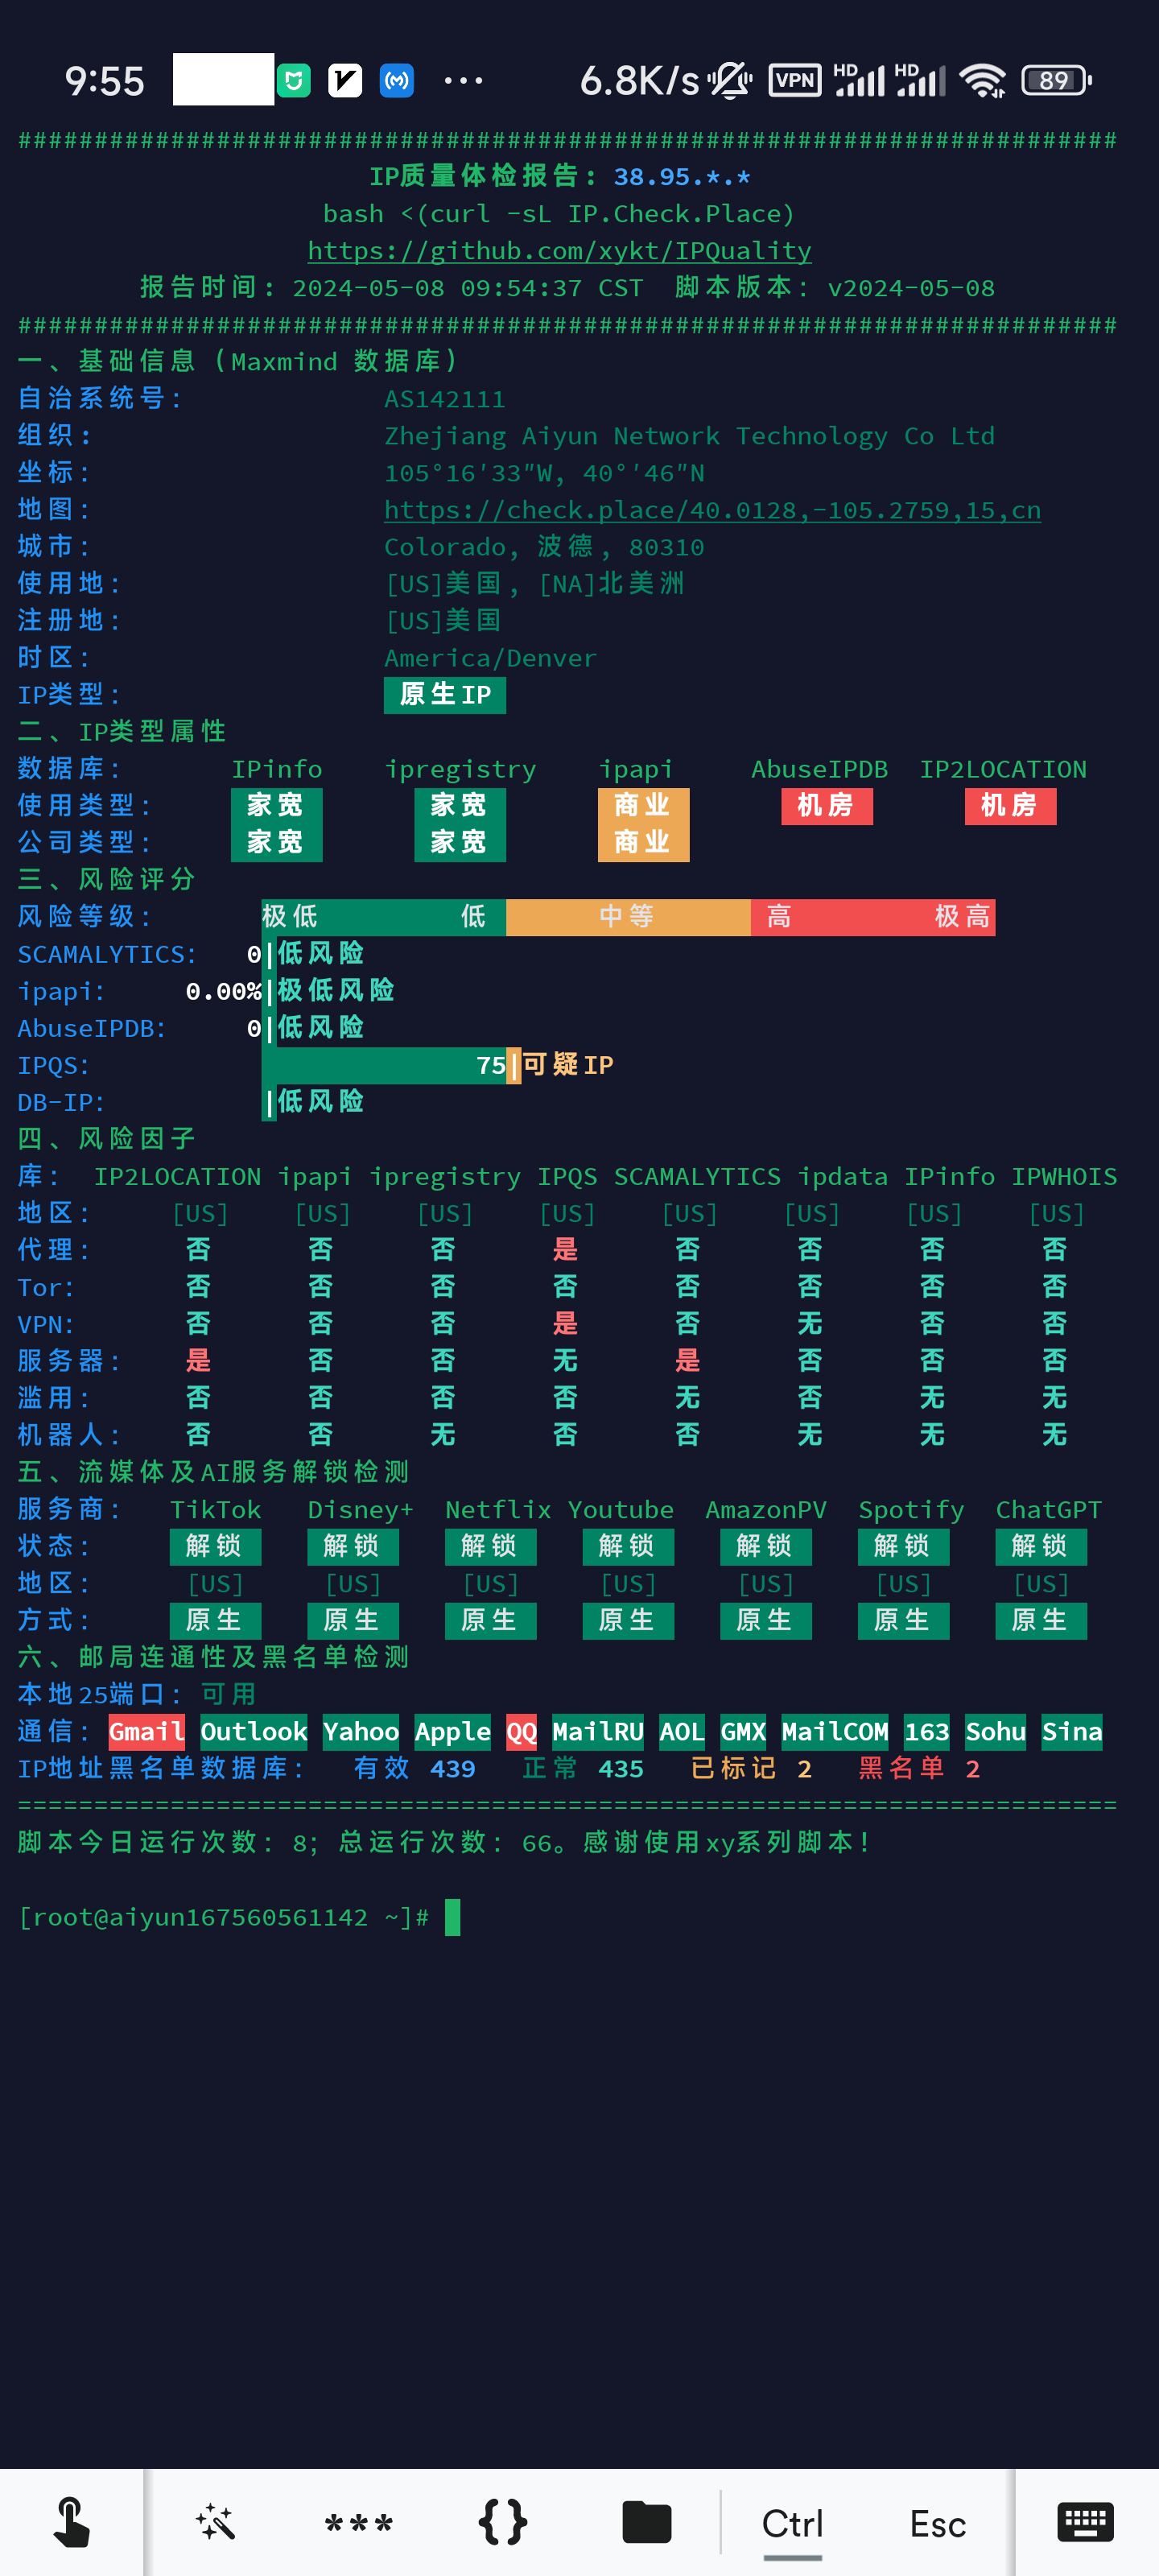 9:55 ... 6.8K/s VPN HD HD 89
########################################################################
IP质量体检报告：38.95.*.*
bash <(curl -sL IP.Check.Place)
https://github.com/xykt/IPQuality
报告时间：2024-05-08 09:54:37 CST 脚本版本：v2024-05-08
########################################################################
一、基础信息（Maxmind 数据库）
自治系统号： AS142111
组织： Zhejiang Aiyun Network Technology Co Ltd
坐标： 105°16′33″W, 40°′46″N
地图： https://check.place/40.0128,-105.2759,15,cn
城市： Colorado, 波德, 80310
使用地： [US]美国, [NA]北美洲
注册地： [US]美国
时区： America/Denver
IP类型： 原生IP
二、IP类型属性
数据库： IPinfo ipregistry ipapi AbuseIPDB IP2LOCATION
使用类型： 家宽 家宽 商业 机房 机房
公司类型： 家宽 家宽 商业
三、风险评分
风险等级： 极低 低 中等 高 极高
SCAMALYTICS： 0|低风险
ipapi： 0.00%|极低风险
AbuseIPDB： 0|低风险
IPQS： 75|可疑IP
DB-IP： |低风险
四、风险因子
库： IP2LOCATION ipapi ipregistry IPQS SCAMALYTICS ipdata IPinfo IPWHOIS
地区： [US] [US] [US] [US] [US] [US] [US] [US]
代理： 否 否 否 是 否 否 否 否
Tor： 否 否 否 否 否 否 否 否
VPN： 否 否 否 是 否 无 否 否
服务器： 是 否 否 无 是 否 否 否
滥用： 否 否 否 否 无 否 无 无
机器人： 否 否 无 否 否 无 无 无
五、流媒体及AI服务解锁检测
服务商： TikTok Disney+ Netflix Youtube AmazonPV Spotify ChatGPT
状态： 解锁 解锁 解锁 解锁 解锁 解锁 解锁
地区： [US] [US] [US] [US] [US] [US] [US]
方式： 原生 原生 原生 原生 原生 原生 原生
六、邮局连通性及黑名单检测
本地25端口：可用
通信：Gmail Outlook Yahoo Apple QQ MailRU AOL GMX MailCOM 163 Sohu Sina
IP地址黑名单数据库： 有效 439 正常 435 已标记 2 黑名单 2
========================================================================
脚本今日运行次数：8；总运行次数：66。感谢使用xy系列脚本！
[root@aiyun167560561142 ~]#
*** {} Ctrl Esc